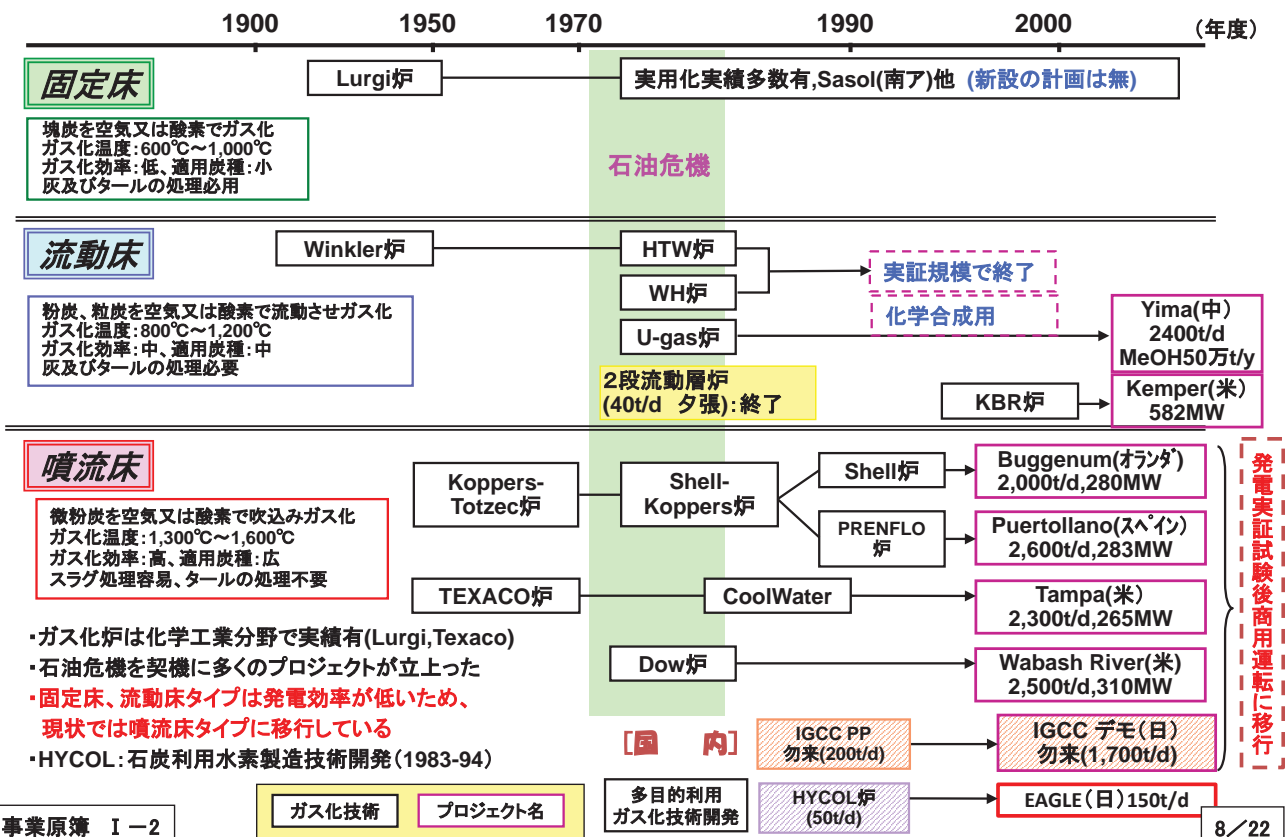 1900 1950 1970 1990 2000 (年度)
固定床
Lurgi炉
実用化実績多数有,Sasol(南ア)他 (新設の計画は無)
塊炭を空気又は酸素でガス化
ガス化温度:600℃～1,000℃
ガス化効率:低、適用炭種:小
灰及びタールの処理必用
石油危機
流動床
Winkler炉
HTW炉
WH炉
U-gas炉
実証規模で終了
化学合成用
Yima(中)
2400t/d
MeOH50万t/y
粉炭、粒炭を空気又は酸素で流動させガス化
ガス化温度:800℃～1,200℃
ガス化効率:中、適用炭種:中
灰及びタールの処理必要
2段流動層炉
(40t/d 夕張):終了
KBR炉
Kemper(米)
582MW
噴流床
Koppers-
Totzec炉
Shell-
Koppers炉
Shell炉
Buggenum(オランダ)
2,000t/d,280MW
PRENFLO
炉
Puertollano(スペイン)
2,600t/d,283MW
微粉炭を空気又は酸素で吹込みガス化
ガス化温度:1,300℃～1,600℃
ガス化効率:高、適用炭種:広
スラグ処理容易、タールの処理不要
TEXACO炉
CoolWater
Tampa(米)
2,300t/d,265MW
Dow炉
Wabash River(米)
2,500t/d,310MW
発電実証試験後商用運転に移行
・ガス化炉は化学工業分野で実績有(Lurgi,Texaco)
・石油危機を契機に多くのプロジェクトが立上った
・固定床、流動床タイプは発電効率が低いため、
現状では噴流床タイプに移行している
・HYCOL:石炭利用水素製造技術開発(1983-94)
[国 内]
IGCC PP
勿来(200t/d)
IGCC デモ(日)
勿来(1,700t/d)
ガス化技術
プロジェクト名
多目的利用
ガス化技術開発
HYCOL炉
(50t/d)
EAGLE(日)150t/d
事業原簿 Ⅰ-2
8/22